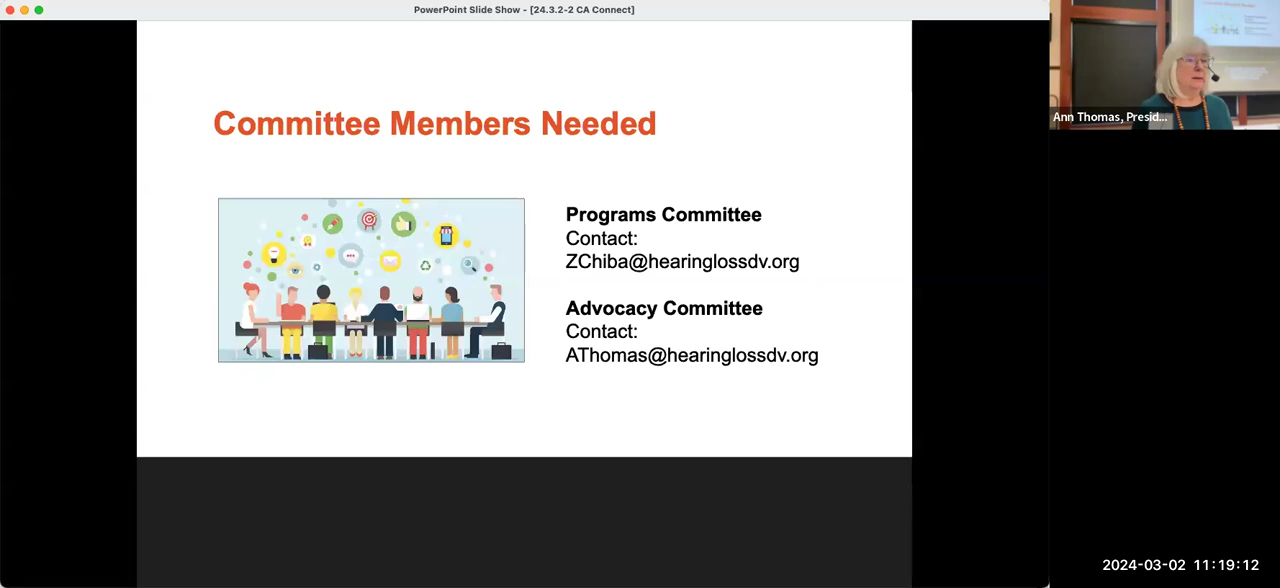 PowerPoint Slide Show - [24.3.2-2 CA Connect]
Committee Members Needed
Programs Committee
Contact:
ZChiba@hearinglossdv.org
Advocacy Committee
Contact:
AThomas@hearinglossdv.org
Ann Thomas, Presid...
2024-03-02 11:19:12